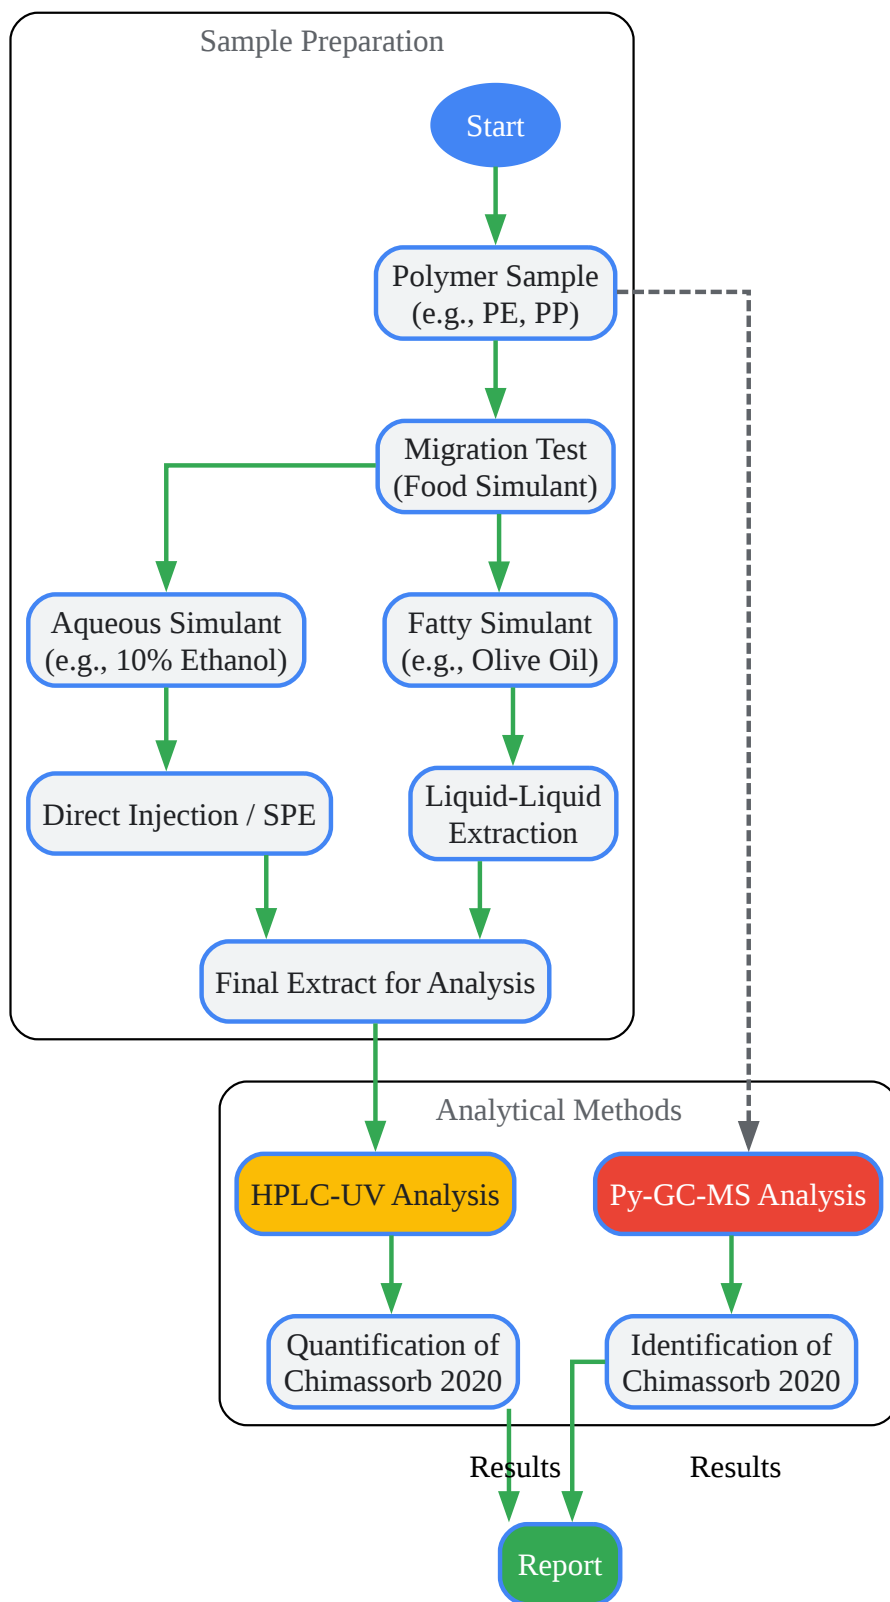 Sample Preparation
Start
Polymer Sample
(e.g., PE, PP)
Migration Test
(Food Simulant)
Aqueous Simulant
(e.g., 10% Ethanol)
Fatty Simulant
(e.g., Olive Oil)
Direct Injection / SPE
Liquid-Liquid
Extraction
Final Extract for Analysis
Analytical Methods
HPLC-UV Analysis
Py-GC-MS Analysis
Quantification of
Chimassorb 2020
Identification of
Chimassorb 2020
Results
Results
Report